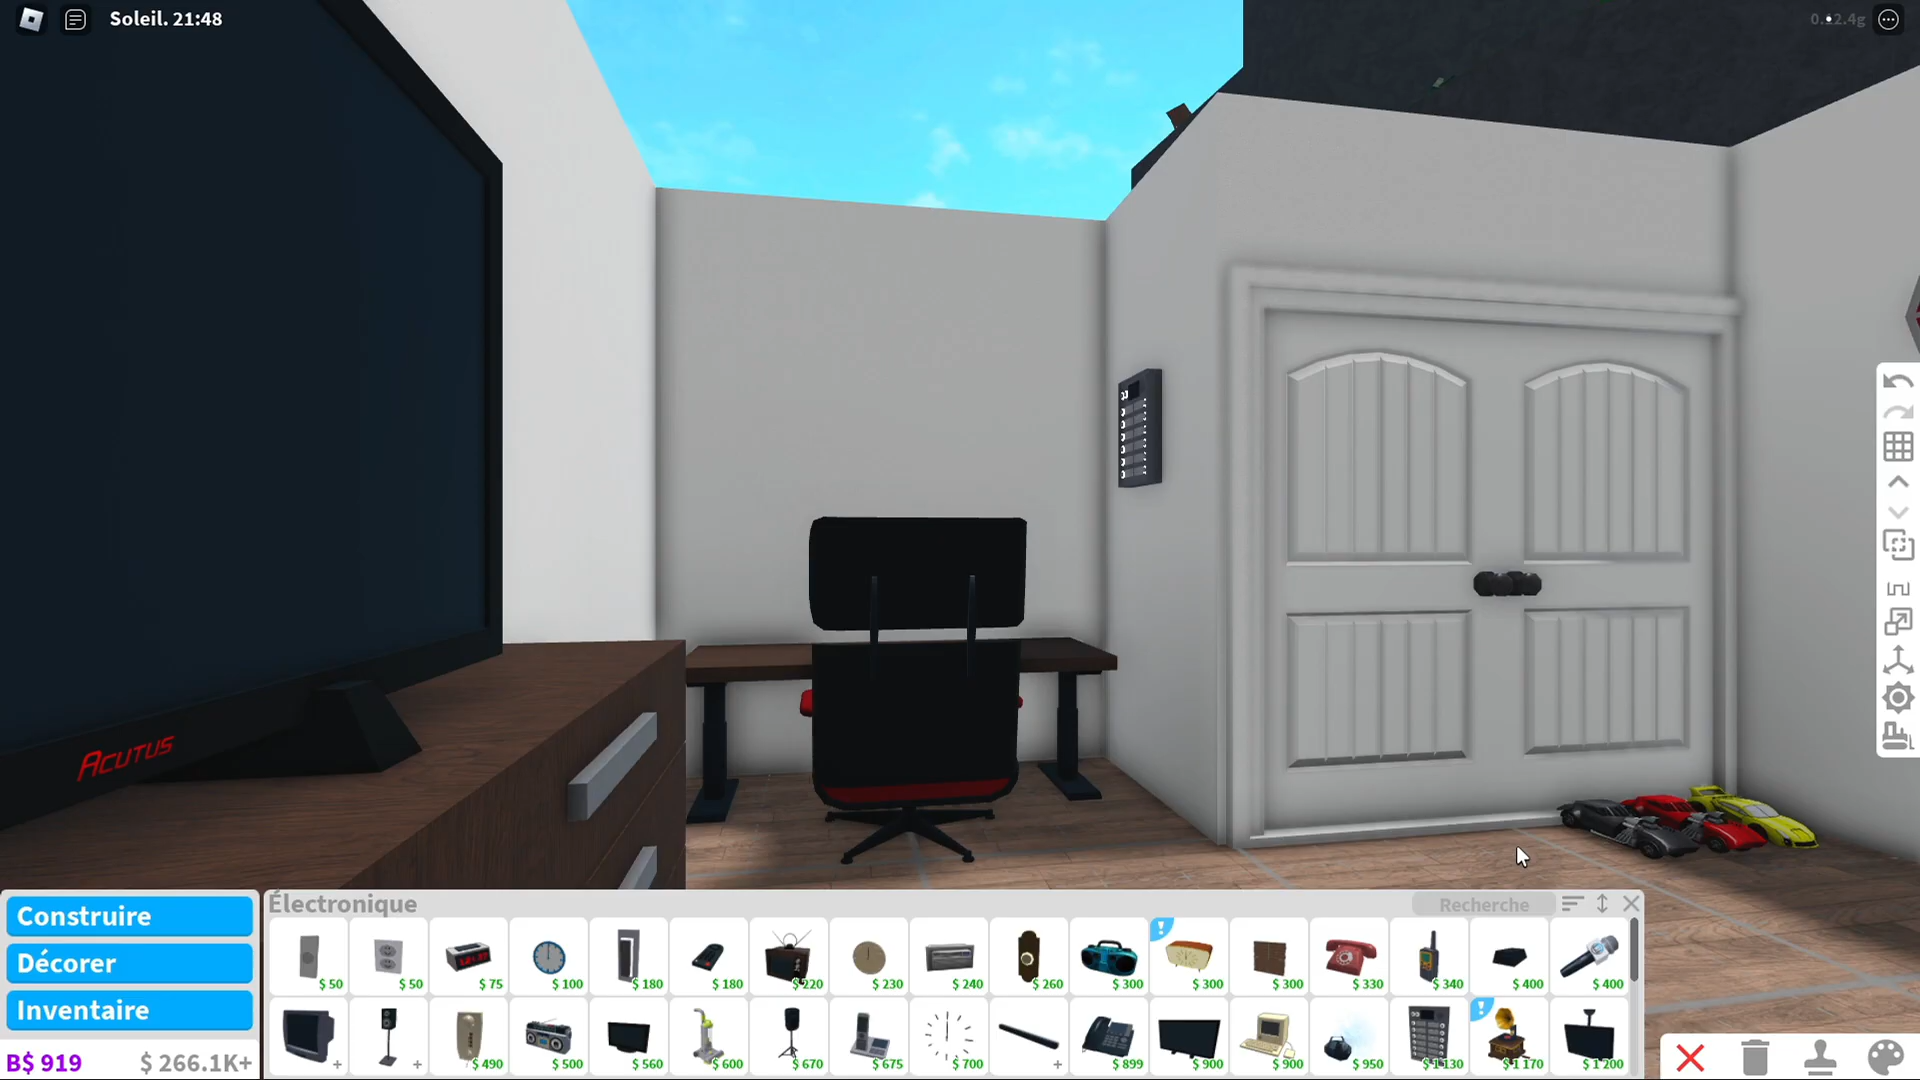 Soleil. 21:48
ACUTUS
Construire
Décorer
Inventaire
B$ 919
$ 266.1K+
Électronique
Recherche
$ 50
$ 50
$ 75
$ 100
$ 180
$ 180
$ 220
$ 230
$ 240
$ 260
$ 300
$ 300
$ 300
$ 330
$ 340
$ 400
$ 400
+
+
$ 490
$ 500
$ 560
$ 600
$ 670
$ 675
$ 700
+
$ 899
$ 900
$ 900
$ 950
$ 1 130
$ 1 170
$ 1 200